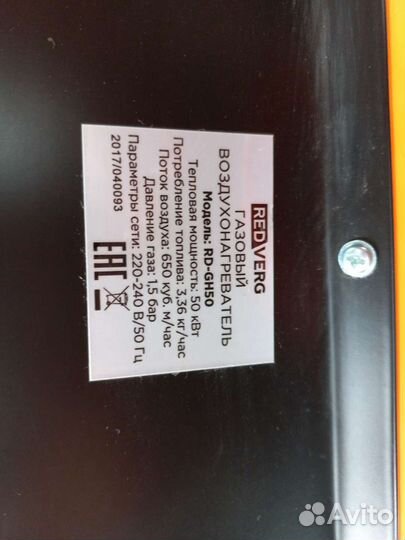 REDVERG
ГАЗОВЫЙ
ВОЗДУХОНАГРЕВАТЕЛЬ
Модель: RD-GH50
Тепловая мощность: 50 кВт
Потребление топлива: 3,36 кг/час
Поток воздуха: 650 куб. м/час
Давление газа: 1,5 бар
Параметры сети: 220-240 В/50 Гц
2017/040093
EAC
Avito